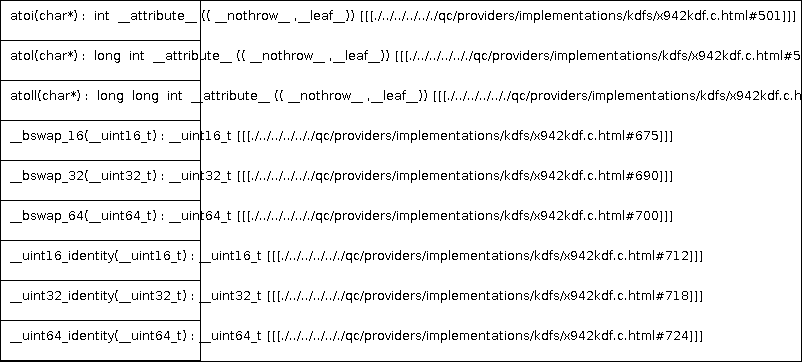 atoi(char*) : int __attribute__ (( __nothrow__ ,__leaf__)) [[[./../../../../qc/providers/implementations/kdfs/x942kdf.c.html#501]]]
atol(char*) : long int __attribute__ (( __nothrow__ ,__leaf__)) [[[./../../../../qc/providers/implementations/kdfs/x942kdf.c.html#5
atoll(char*) : long long int __attribute__ (( __nothrow__ ,__leaf__)) [[[./../../../../qc/providers/implementations/kdfs/x942kdf.c.h
__bswap_16(__uint16_t) : __uint16_t [[[./../../../../qc/providers/implementations/kdfs/x942kdf.c.html#675]]]
__bswap_32(__uint32_t) : __uint32_t [[[./../../../../qc/providers/implementations/kdfs/x942kdf.c.html#690]]]
__bswap_64(__uint64_t) : __uint64_t [[[./../../../../qc/providers/implementations/kdfs/x942kdf.c.html#700]]]
__uint16_identity(__uint16_t) : __uint16_t [[[./../../../../qc/providers/implementations/kdfs/x942kdf.c.html#712]]]
__uint32_identity(__uint32_t) : __uint32_t [[[./../../../../qc/providers/implementations/kdfs/x942kdf.c.html#718]]]
__uint64_identity(__uint64_t) : __uint64_t [[[./../../../../qc/providers/implementations/kdfs/x942kdf.c.html#724]]]